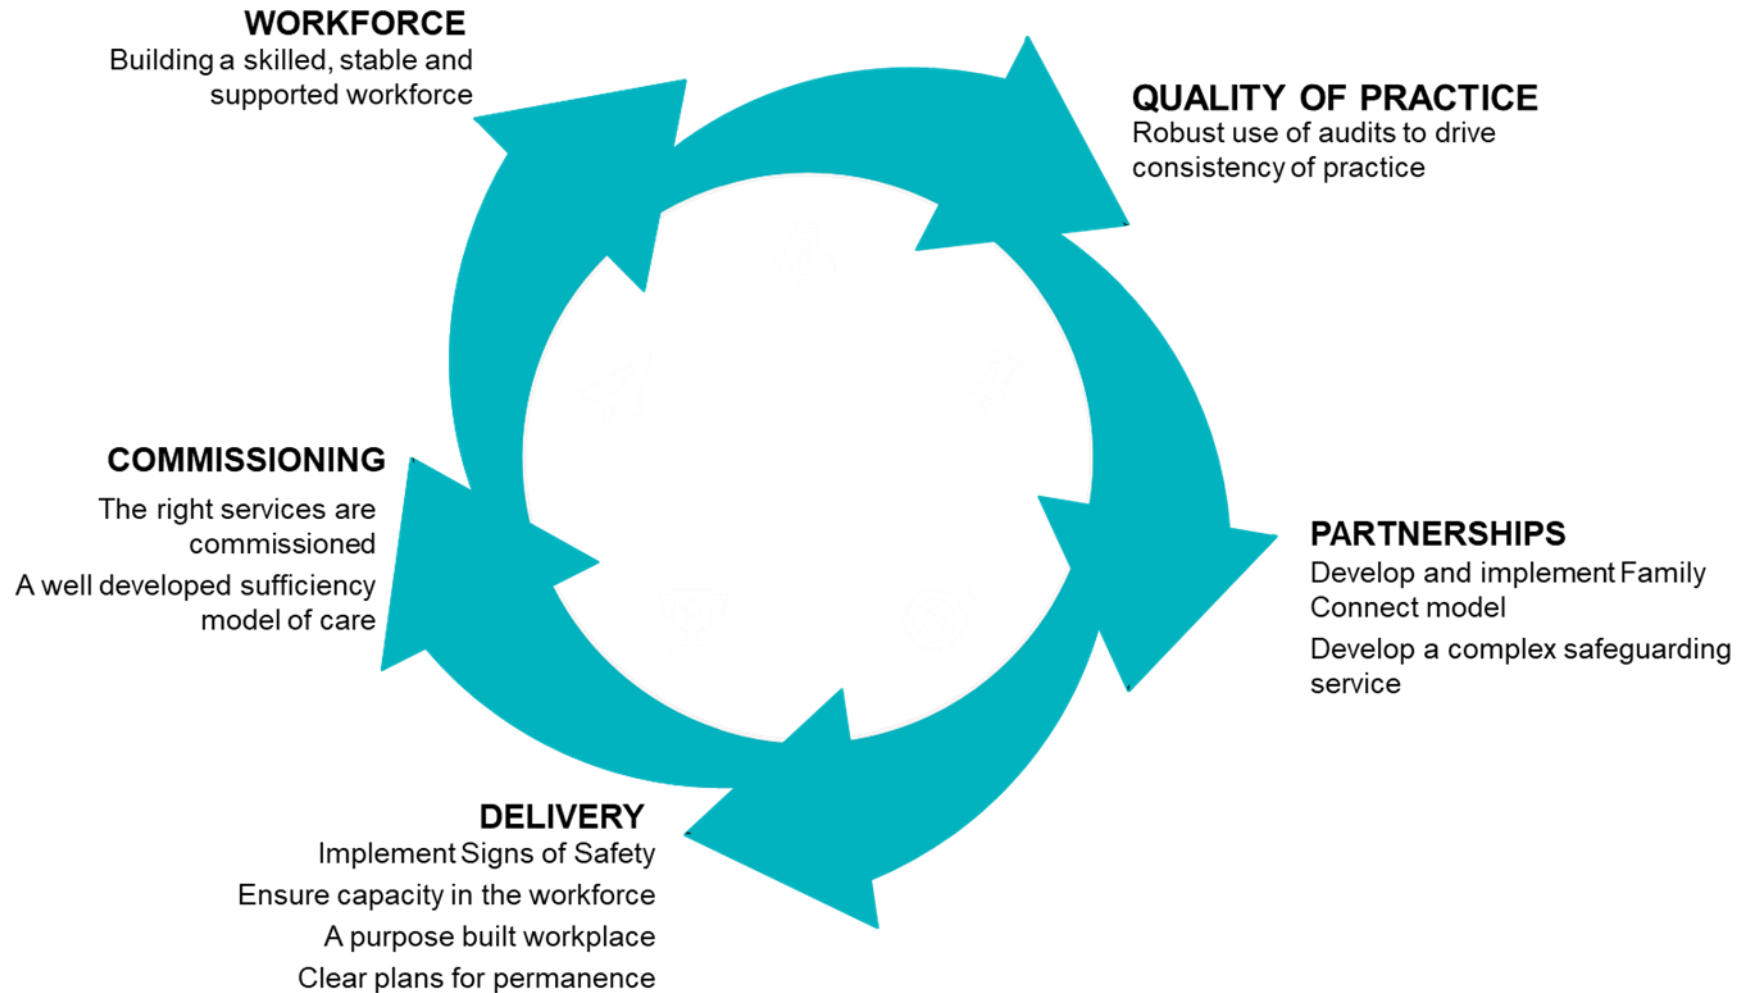 WORKFORCE
Building a skilled, stable and
supported workforce
QUALITY OF PRACTICE
Robust use of audits to drive
consistency of practice
PARTNERSHIPS
Develop and implement Family
Connect model
Develop a complex safeguarding
service
DELIVERY
Implement Signs of Safety
Ensure capacity in the workforce
A purpose built workplace
Clear plans for permanence
COMMISSIONING
The right services are
commissioned
A well developed sufficiency
model of care